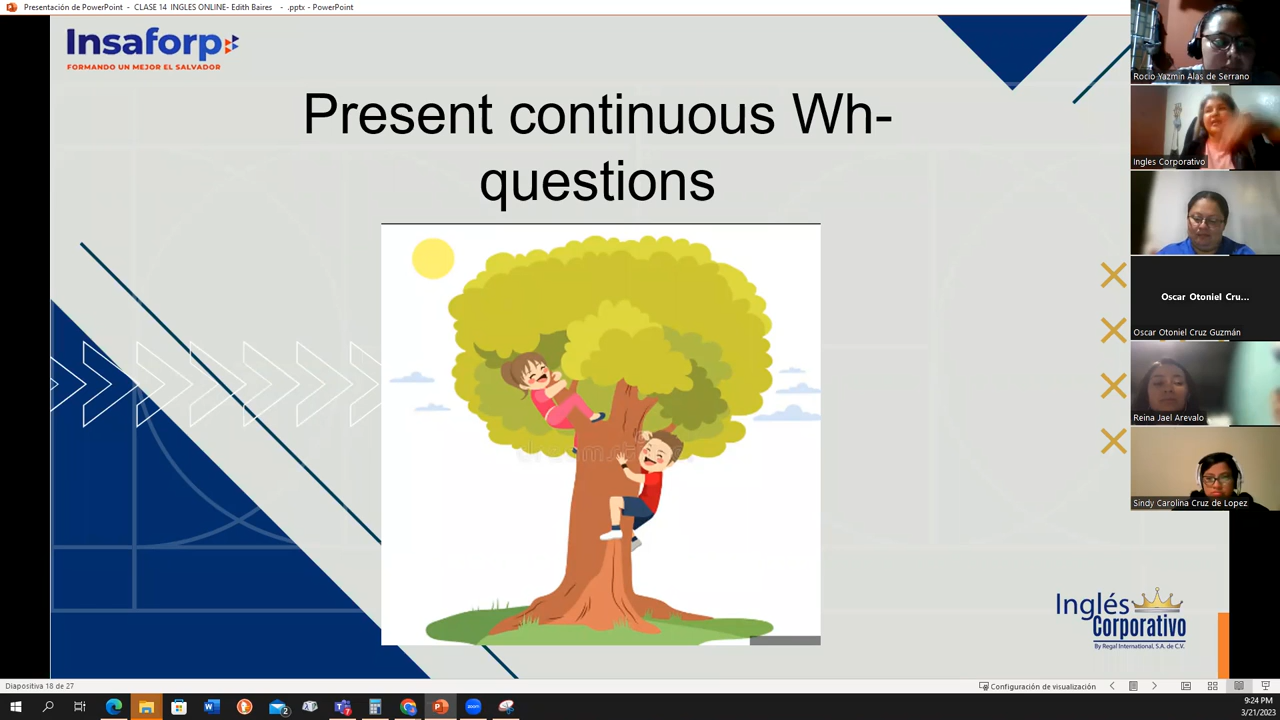 Presentación de PowerPoint - CLASE 14 INGLES ONLINE- Edith Baires - .pptx - PowerPoint
Insaforp
FORMANDO UN MEJOR EL SALVADOR
Present continuous Wh-
questions
Rocio Yazmin Alas de Serrano
Ingles Corporativo
Oscar Otoniel Cru...
Oscar Otoniel Cruz Guzmán
Reina Jael Arevalo
Sindy Carolina Cruz de Lopez
Inglés
Corporativo
By Regal International, S.A. de C.V.
Diapositiva 18 de 27
Configuración de visualización
9:24 PM
3/21/2023